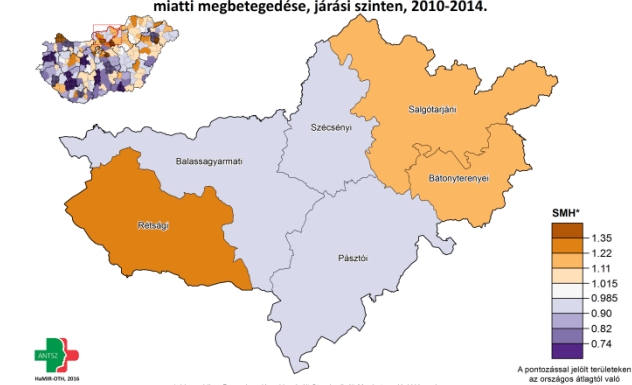 miatti megbetegedése, járási szinten, 2010-2014.
Salgótarjáni
Szécsényi
Balassagyarmati
Bátonyterenyei
Rétsági
Pásztói
SMH*
1.35
1.22
1.11
1.015
0.985
0.90
0.82
0.74
ANTSZ
HaMIR-OTH, 2016
A pontozással jelölt területeken
az országos átlagtól való